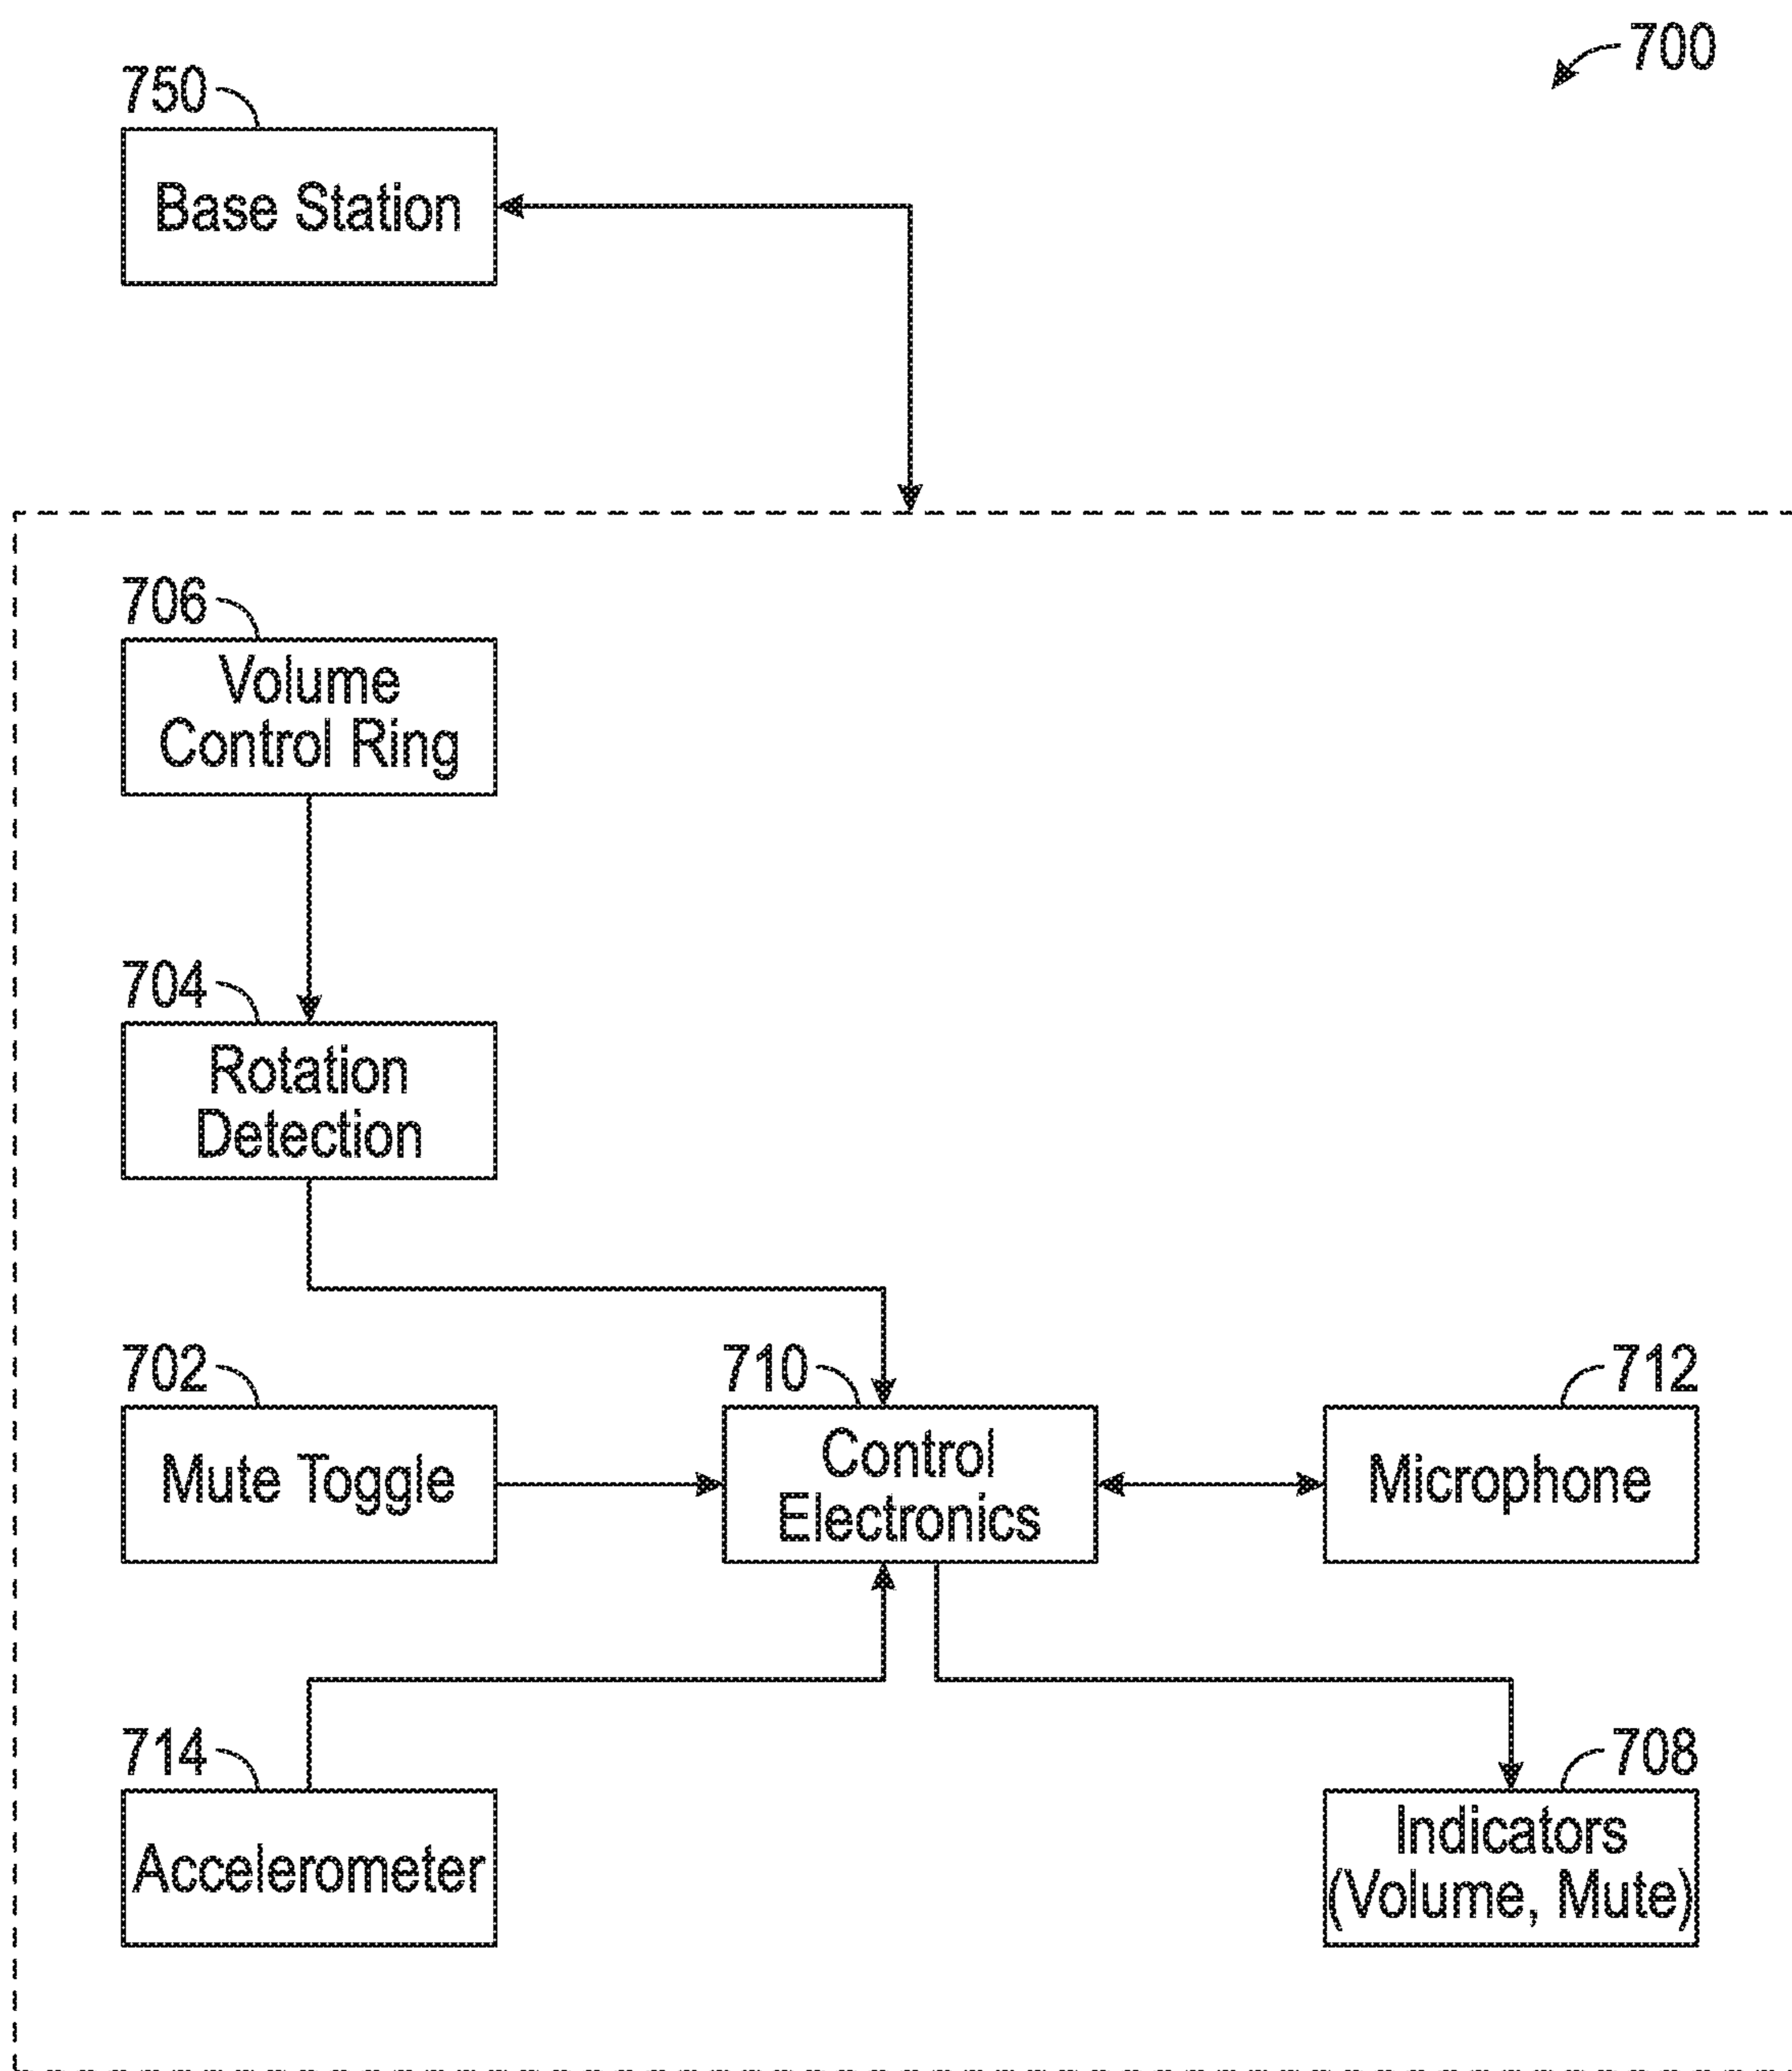 700
750
Base Station
706
Volume
Control Ring
704
Rotation
Detection
702
Mute Toggle
710
Control
Electronics
712
Microphone
714
Accelerometer
708
Indicators
(Volume, Mute)